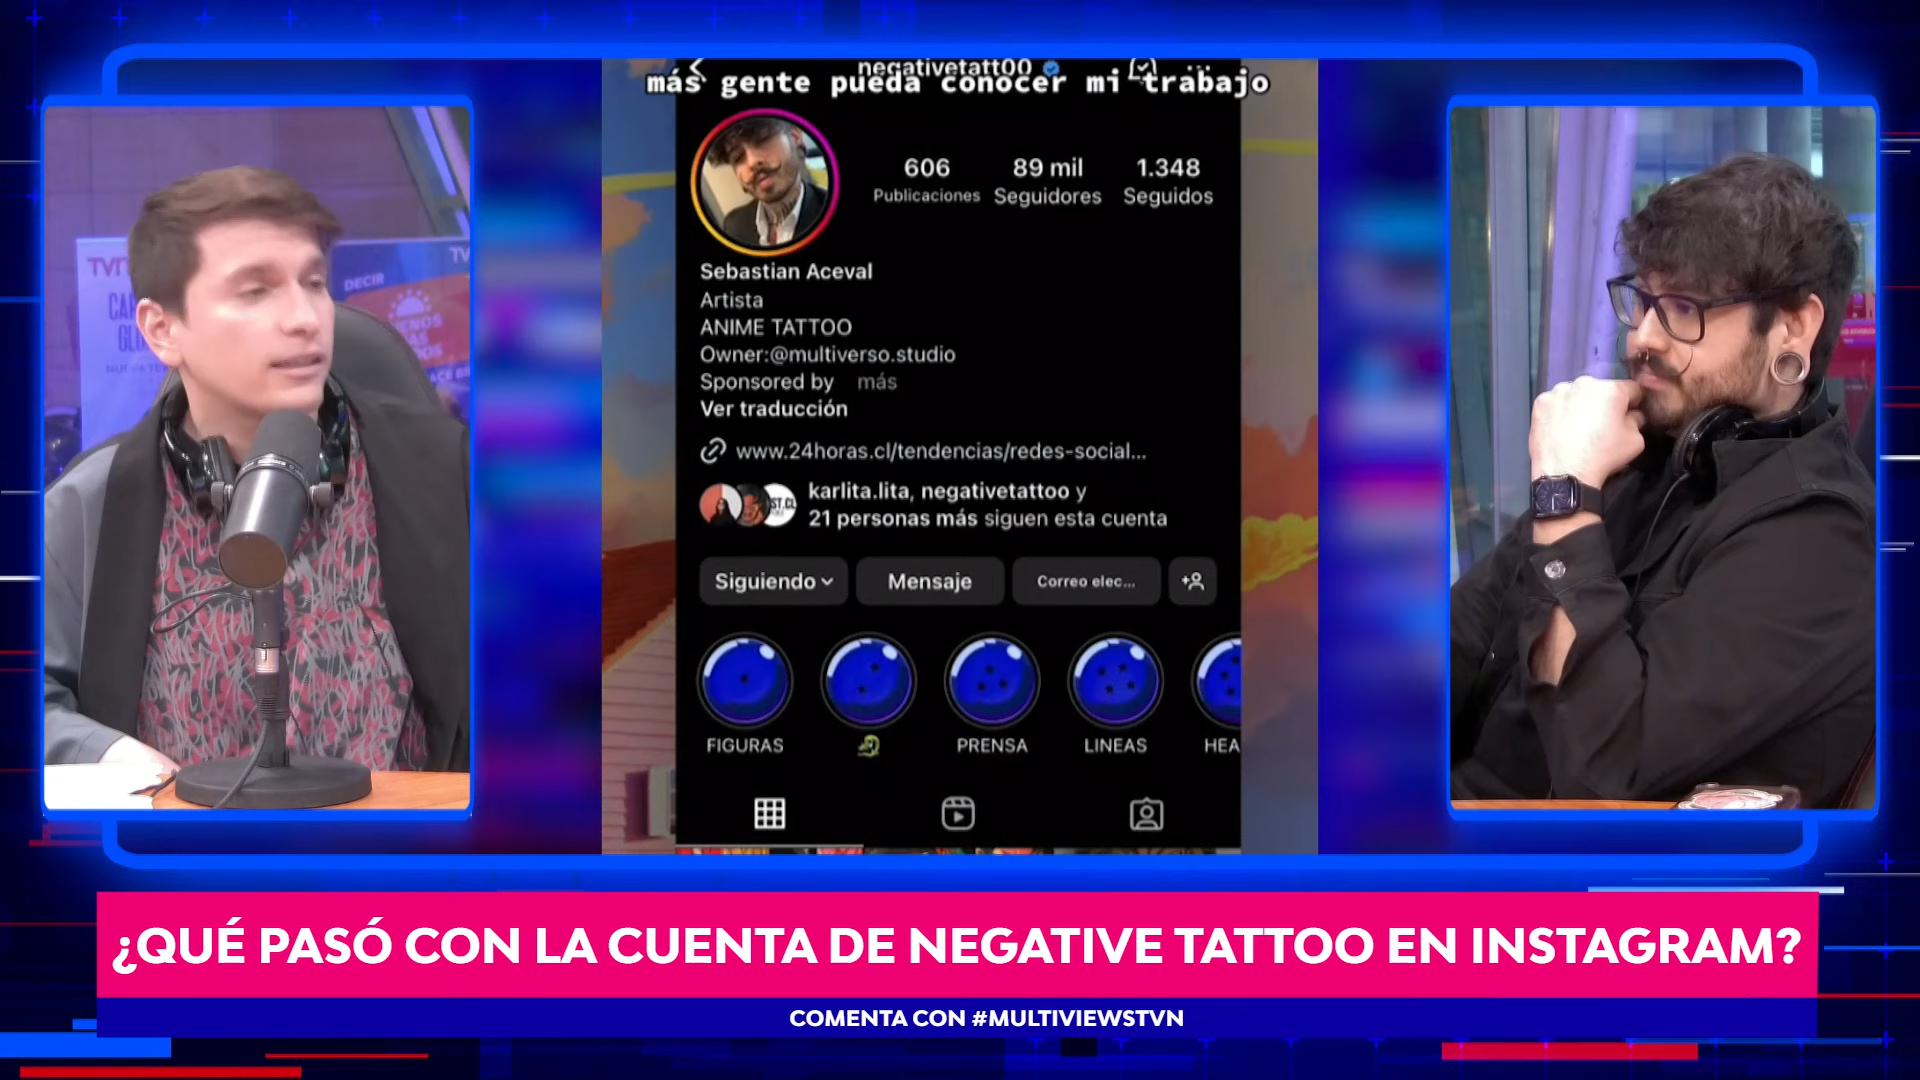 negativetatt00
más gente pueda conocer mi trabajo
606
Publicaciones
89 mil
Seguidores
1.348
Seguidos
Sebastian Aceval
Artista
ANIME TATTOO
Owner:@multiverso.studio
Sponsored by más
Ver traducción
www.24horas.cl/tendencias/redes-social...
karlita.lita, negativetattoo y
21 personas más siguen esta cuenta
Siguiendo
Mensaje
Correo elec...
FIGURAS
PRENSA
LINEAS
HEA
DECIR
¿QUÉ PASÓ CON LA CUENTA DE NEGATIVE TATTOO EN INSTAGRAM?
COMENTA CON #MULTIVIEWSTVN